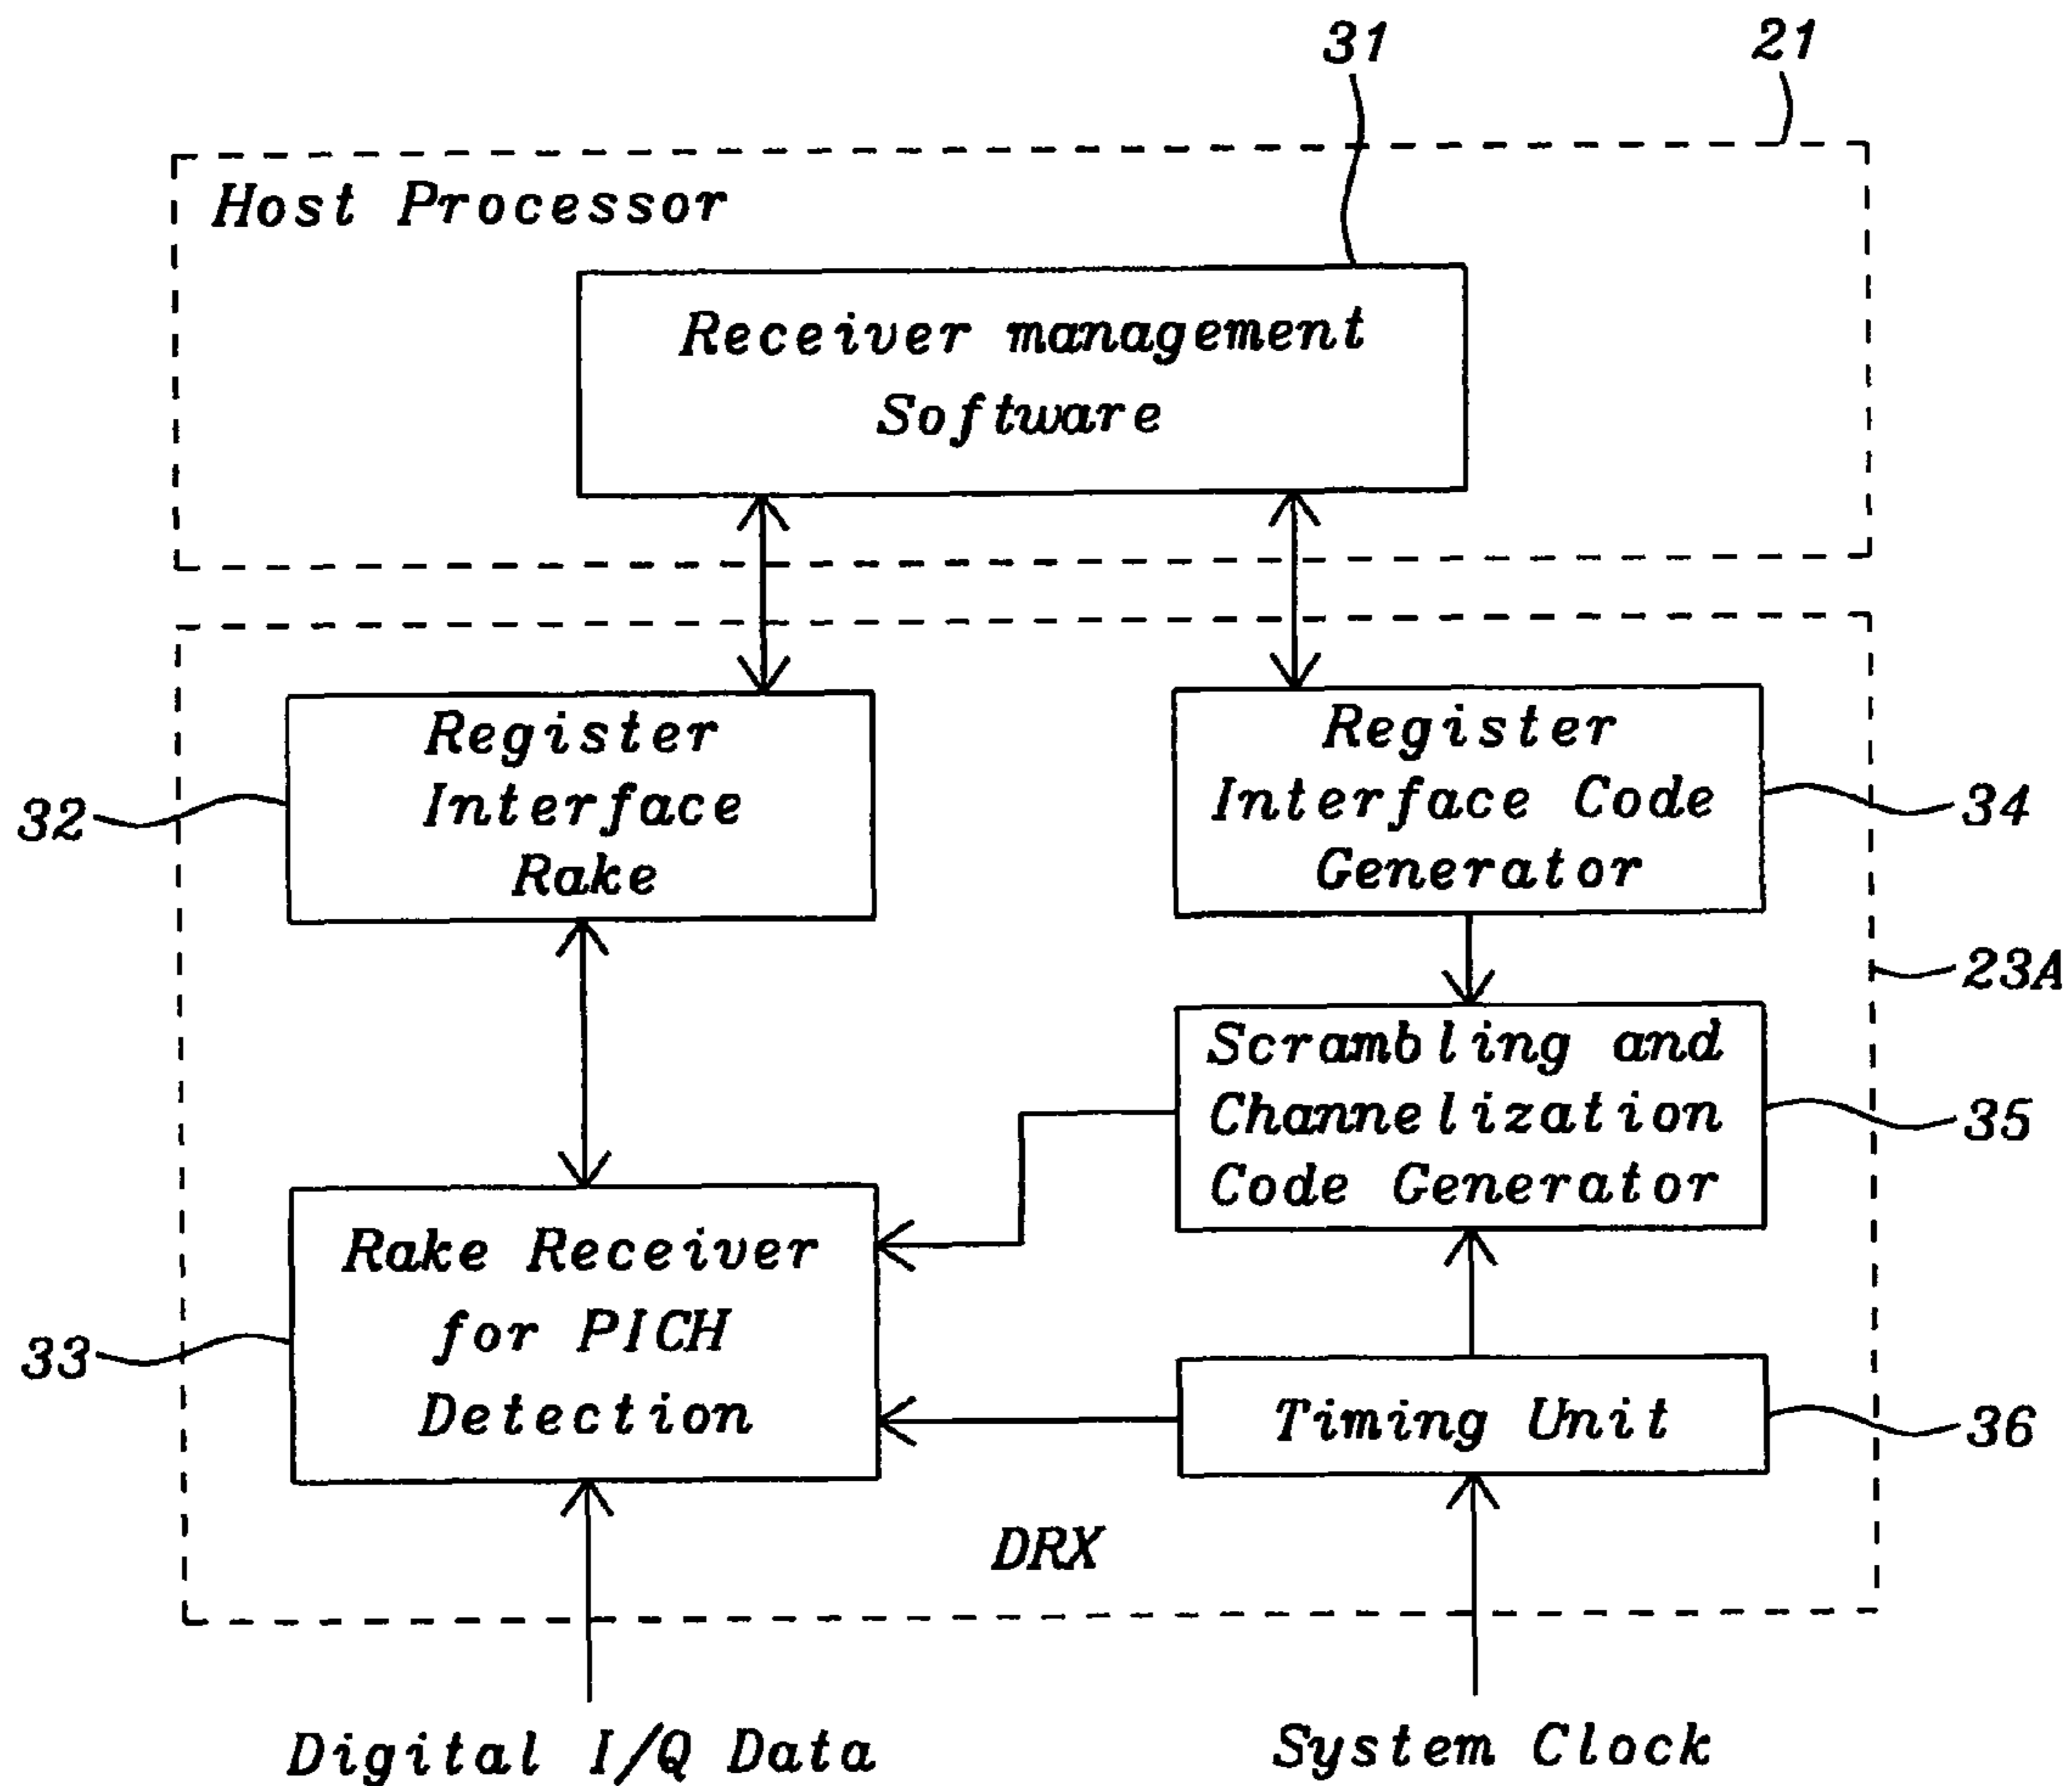 31
21
Host Processor
Receiver management
Software
Register
Interface
Rake
32
Register
Interface Code
Generator
34
23A
Scrambling and
Channelization
Code Generator
35
Rake Receiver
for PICH
Detection
33
Timing Unit
36
DRX
Digital I/Q Data
System Clock